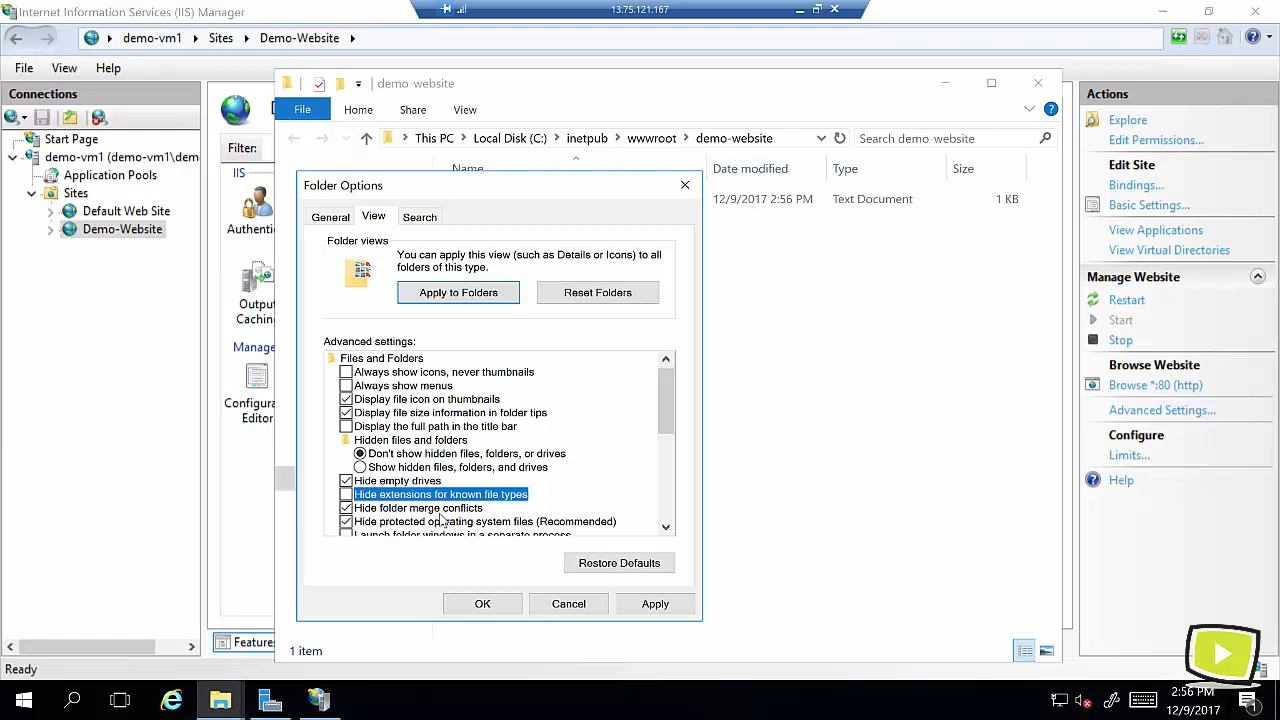 Internet Information Services (IIS) Manager
13.75.121.167
demo-vm1 Sites Demo-Website
File View Help
Connections
Start Page
demo-vm1 (demo-vm1\dem
Application Pools
Sites
Default Web Site
Demo-Website
Filter:
IIS
Authentic
Output
Caching
Manage
Configura
Editor
Features
Ready
demo-website
File Home Share View
This PC Local Disk (C:) inetpub wwwroot demo-website
Search demo-website
Name Date modified Type Size
12/9/2017 2:56 PM Text Document 1 KB
1 item
Folder Options
General View Search
Folder views
You can apply this view (such as Details or Icons) to all
folders of this type.
Apply to Folders Reset Folders
Advanced settings:
Files and Folders
Always show icons, never thumbnails
Always show menus
Display file icon on thumbnails
Display file size information in folder tips
Display the full path in the title bar
Hidden files and folders
Don't show hidden files, folders, or drives
Show hidden files, folders, and drives
Hide empty drives
Hide extensions for known file types
Hide folder merge conflicts
Hide protected operating system files (Recommended)
Launch folder windows in a separate process
Restore Defaults
OK Cancel Apply
Actions
Explore
Edit Permissions...
Edit Site
Bindings...
Basic Settings...
View Applications
View Virtual Directories
Manage Website
Restart
Start
Stop
Browse Website
Browse *:80 (http)
Advanced Settings...
Configure
Limits...
Help
2:56 PM
12/9/2017
1